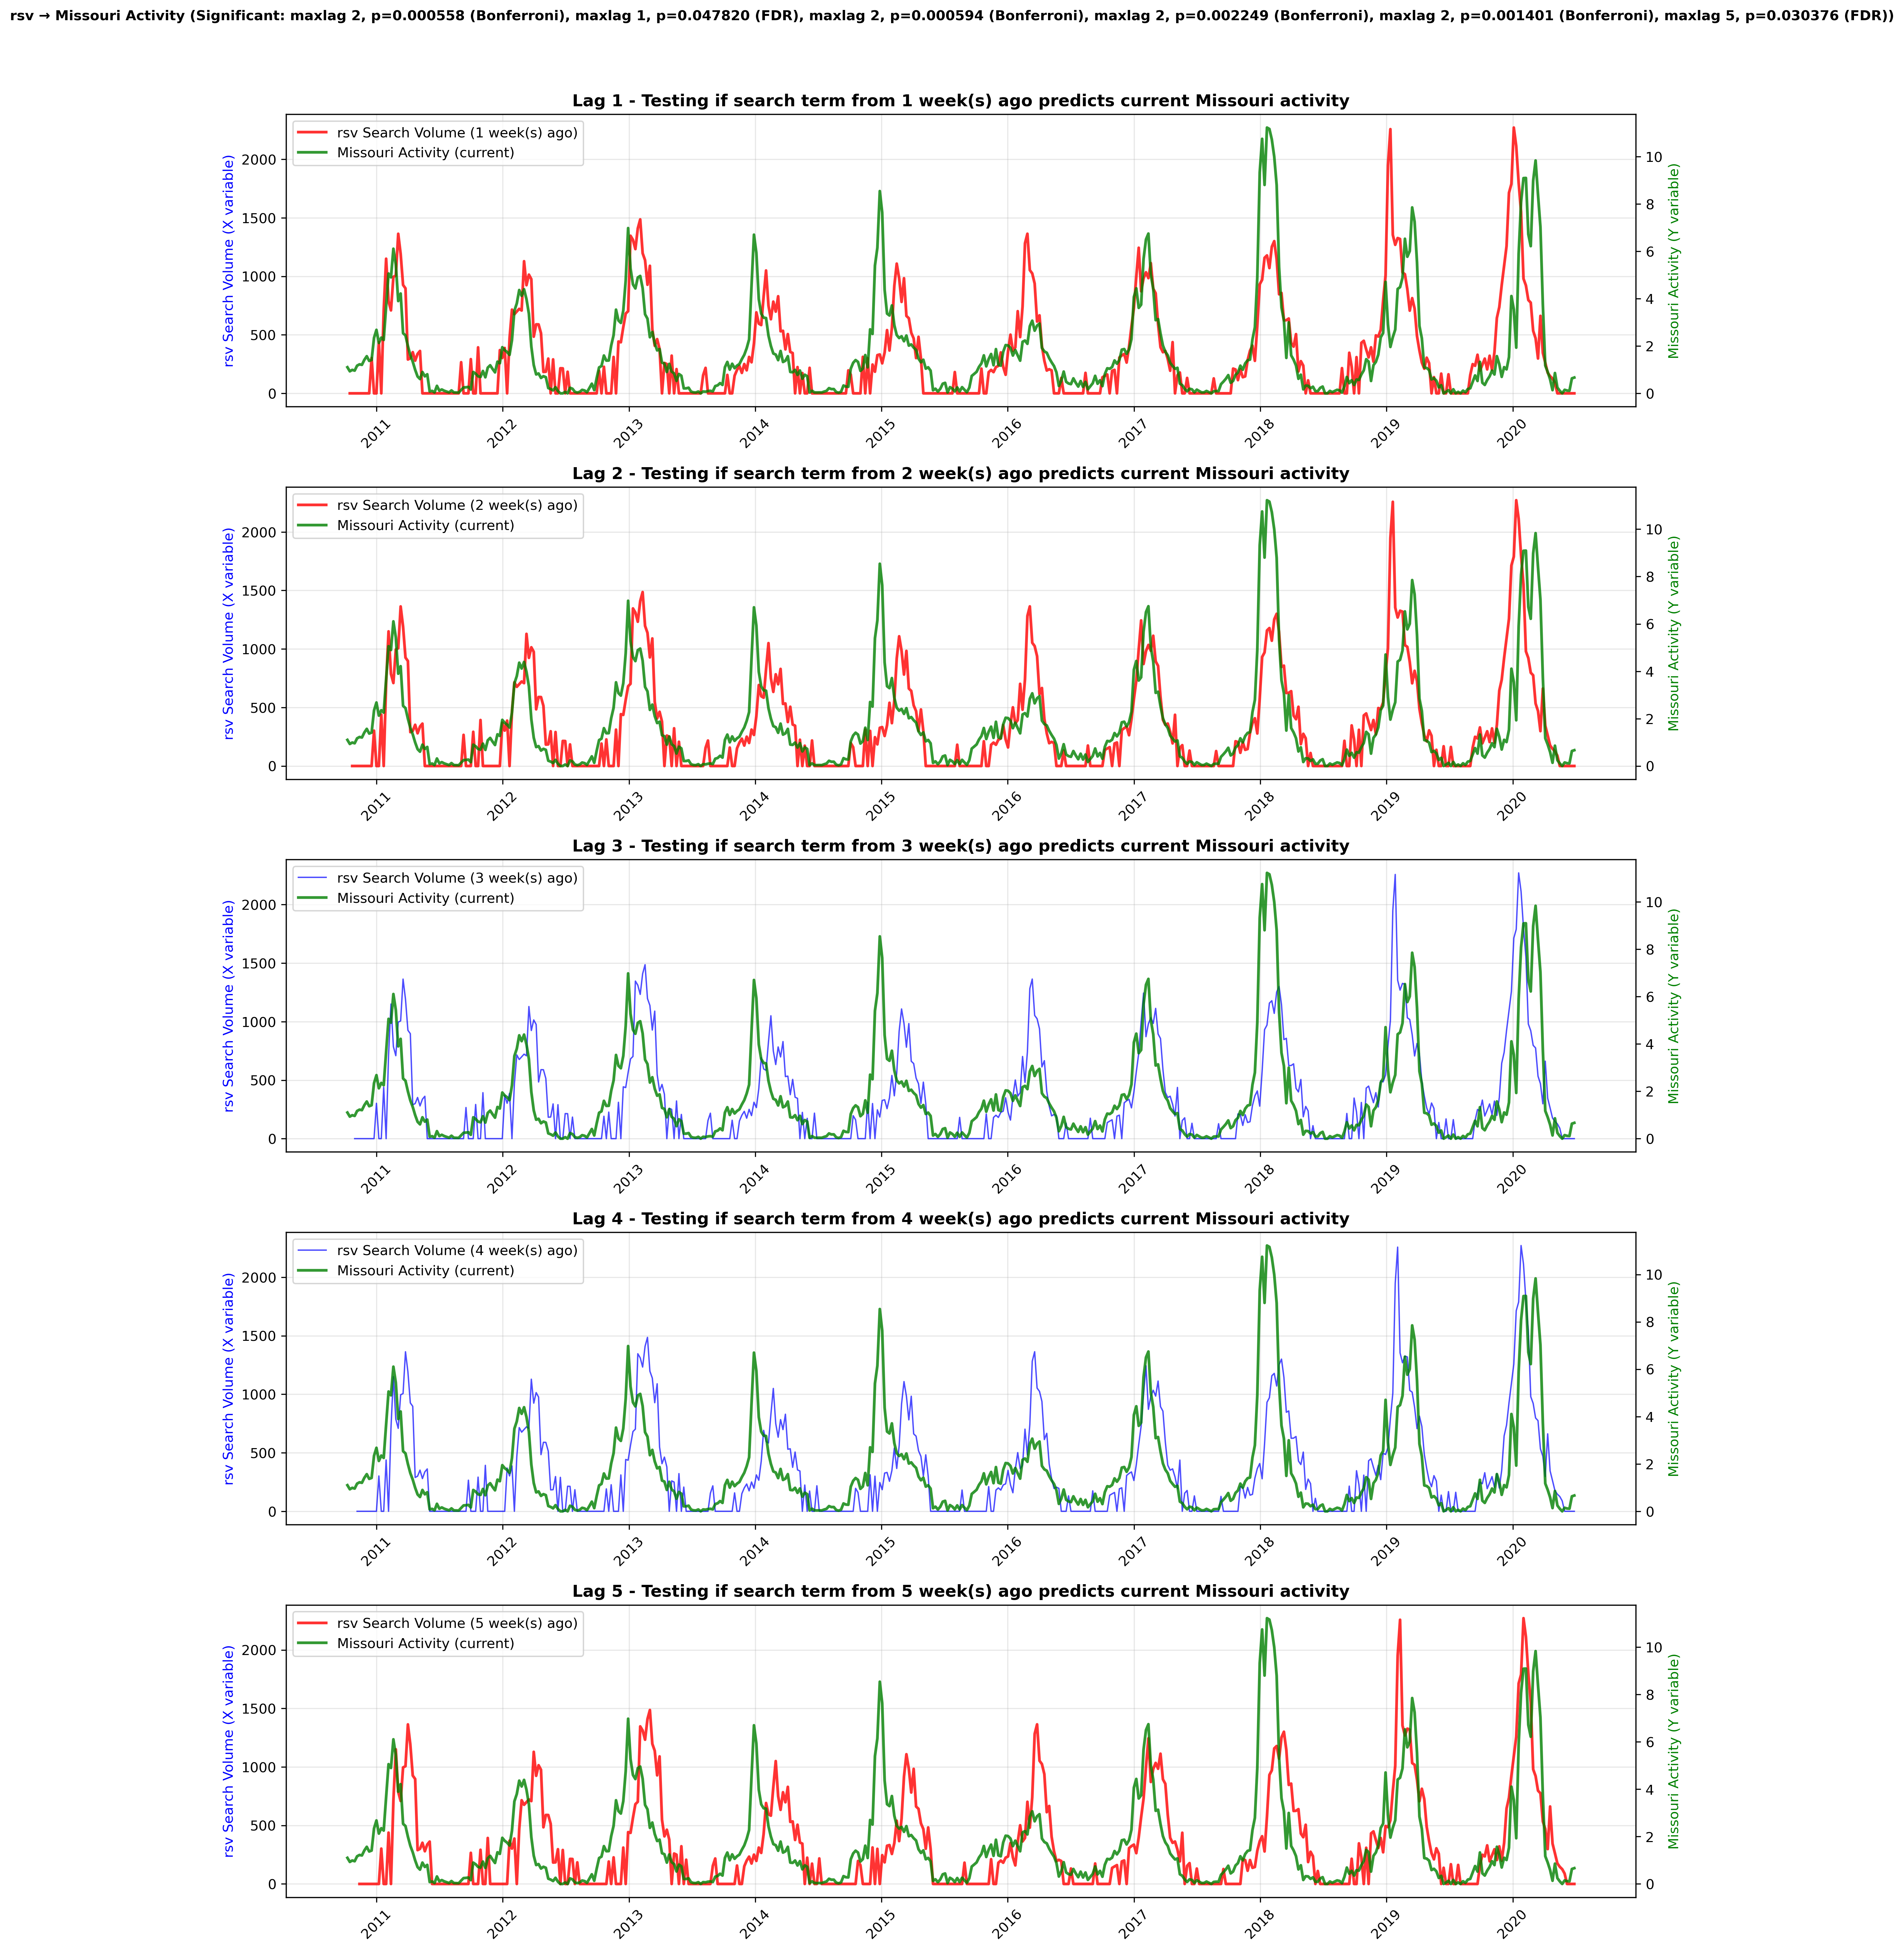 rsv → Missouri Activity (Significant: maxlag 2, p=0.000558 (Bonferroni), maxlag 1, p=0.047820 (FDR), maxlag 2, p=0.000594 (Bonferroni), maxlag 2, p=0.002249 (Bonferroni), maxlag 2, p=0.001401 (Bonferroni), maxlag 5, p=0.030376 (FDR))
Lag 1 - Testing if search term from 1 week(s) ago predicts current Missouri activity
rsv Search Volume (1 week(s) ago)
Missouri Activity (current)
rsv Search Volume (X variable)
2000
1500
1000
500
0
Missouri Activity (Y variable)
10
8
6
4
2
0
2011 2012 2013 2014 2015 2016 2017 2018 2019 2020
Lag 2 - Testing if search term from 2 week(s) ago predicts current Missouri activity
rsv Search Volume (2 week(s) ago)
Missouri Activity (current)
rsv Search Volume (X variable)
2000
1500
1000
500
0
Missouri Activity (Y variable)
10
8
6
4
2
0
2011 2012 2013 2014 2015 2016 2017 2018 2019 2020
Lag 3 - Testing if search term from 3 week(s) ago predicts current Missouri activity
rsv Search Volume (3 week(s) ago)
Missouri Activity (current)
rsv Search Volume (X variable)
2000
1500
1000
500
0
Missouri Activity (Y variable)
10
8
6
4
2
0
2011 2012 2013 2014 2015 2016 2017 2018 2019 2020
Lag 4 - Testing if search term from 4 week(s) ago predicts current Missouri activity
rsv Search Volume (4 week(s) ago)
Missouri Activity (current)
rsv Search Volume (X variable)
2000
1500
1000
500
0
Missouri Activity (Y variable)
10
8
6
4
2
0
2011 2012 2013 2014 2015 2016 2017 2018 2019 2020
Lag 5 - Testing if search term from 5 week(s) ago predicts current Missouri activity
rsv Search Volume (5 week(s) ago)
Missouri Activity (current)
rsv Search Volume (X variable)
2000
1500
1000
500
0
Missouri Activity (Y variable)
10
8
6
4
2
0
2011 2012 2013 2014 2015 2016 2017 2018 2019 2020